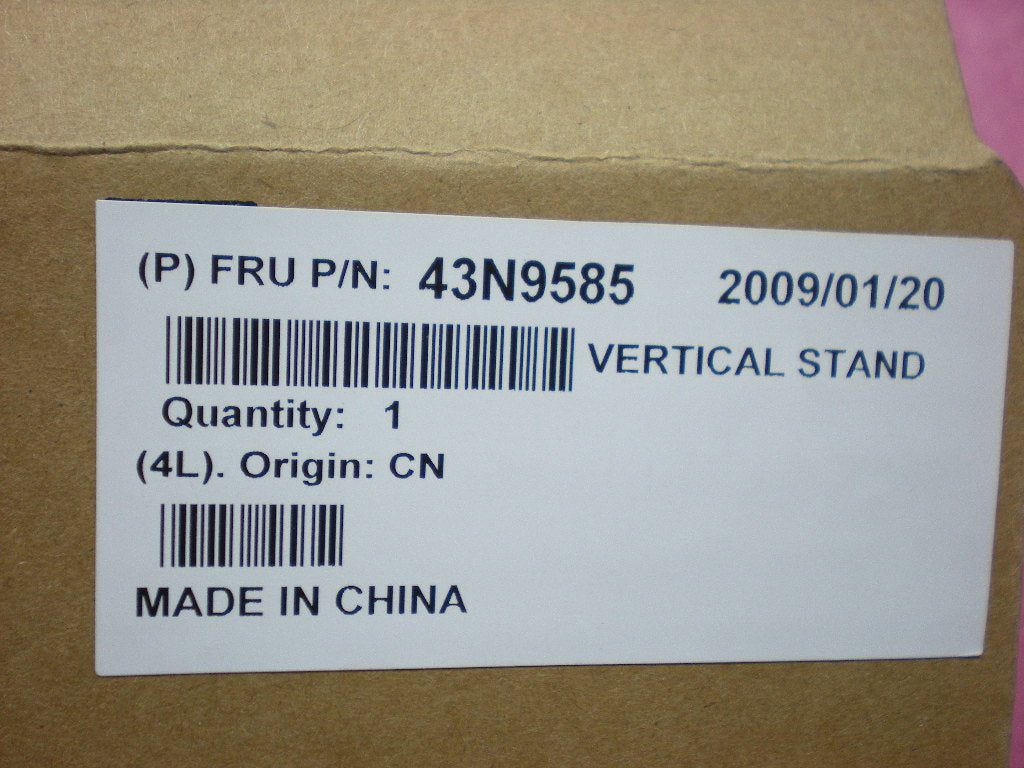 (P) FRU P/N: 43N9585 2009/01/20
VERTICAL STAND
Quantity: 1
(4L). Origin: CN
MADE IN CHINA